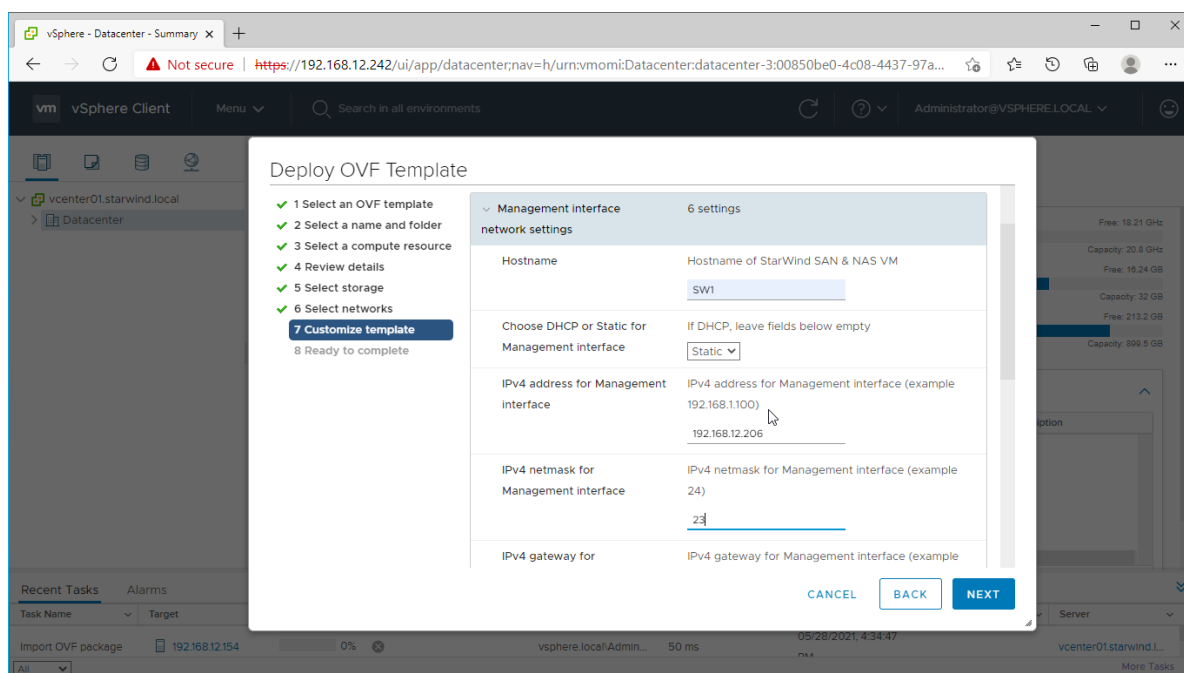 vSphere - Datacenter - Summary
Not secure | https://192.168.12.242/ui/app/datacenter;nav=h/urn:vmomi:Datacenter:datacenter-3:00850be0-4c08-4437-97a...
vm vSphere Client Menu Search in all environments Administrator@VSPHERE.LOCAL
vcenter01.starwind.local
Datacenter
Deploy OVF Template
1 Select an OVF template
2 Select a name and folder
3 Select a compute resource
4 Review details
5 Select storage
6 Select networks
7 Customize template
8 Ready to complete
Management interface network settings
6 settings
Hostname
Hostname of StarWind SAN & NAS VM
SW1
Choose DHCP or Static for
Management interface
If DHCP, leave fields below empty
Static
IPv4 address for Management
interface
IPv4 address for Management interface (example
192.168.1.100)
192.168.12.206
IPv4 netmask for
Management interface
IPv4 netmask for Management interface (example
24)
23
IPv4 gateway for
IPv4 gateway for Management interface (example
CANCEL BACK NEXT
Free: 18.21 GHz
Capacity: 20.8 GHz
Free: 16.24 GB
Capacity: 32 GB
Free: 213.2 GB
Capacity: 899.5 GB
iption
Recent Tasks Alarms
Task Name Target Server
Import OVF package 192.168.12.154 0% vsphere.local\Admin... 50 ms 05/28/2021, 4:34:47 vcenter01.starwind.l...
All More Tasks